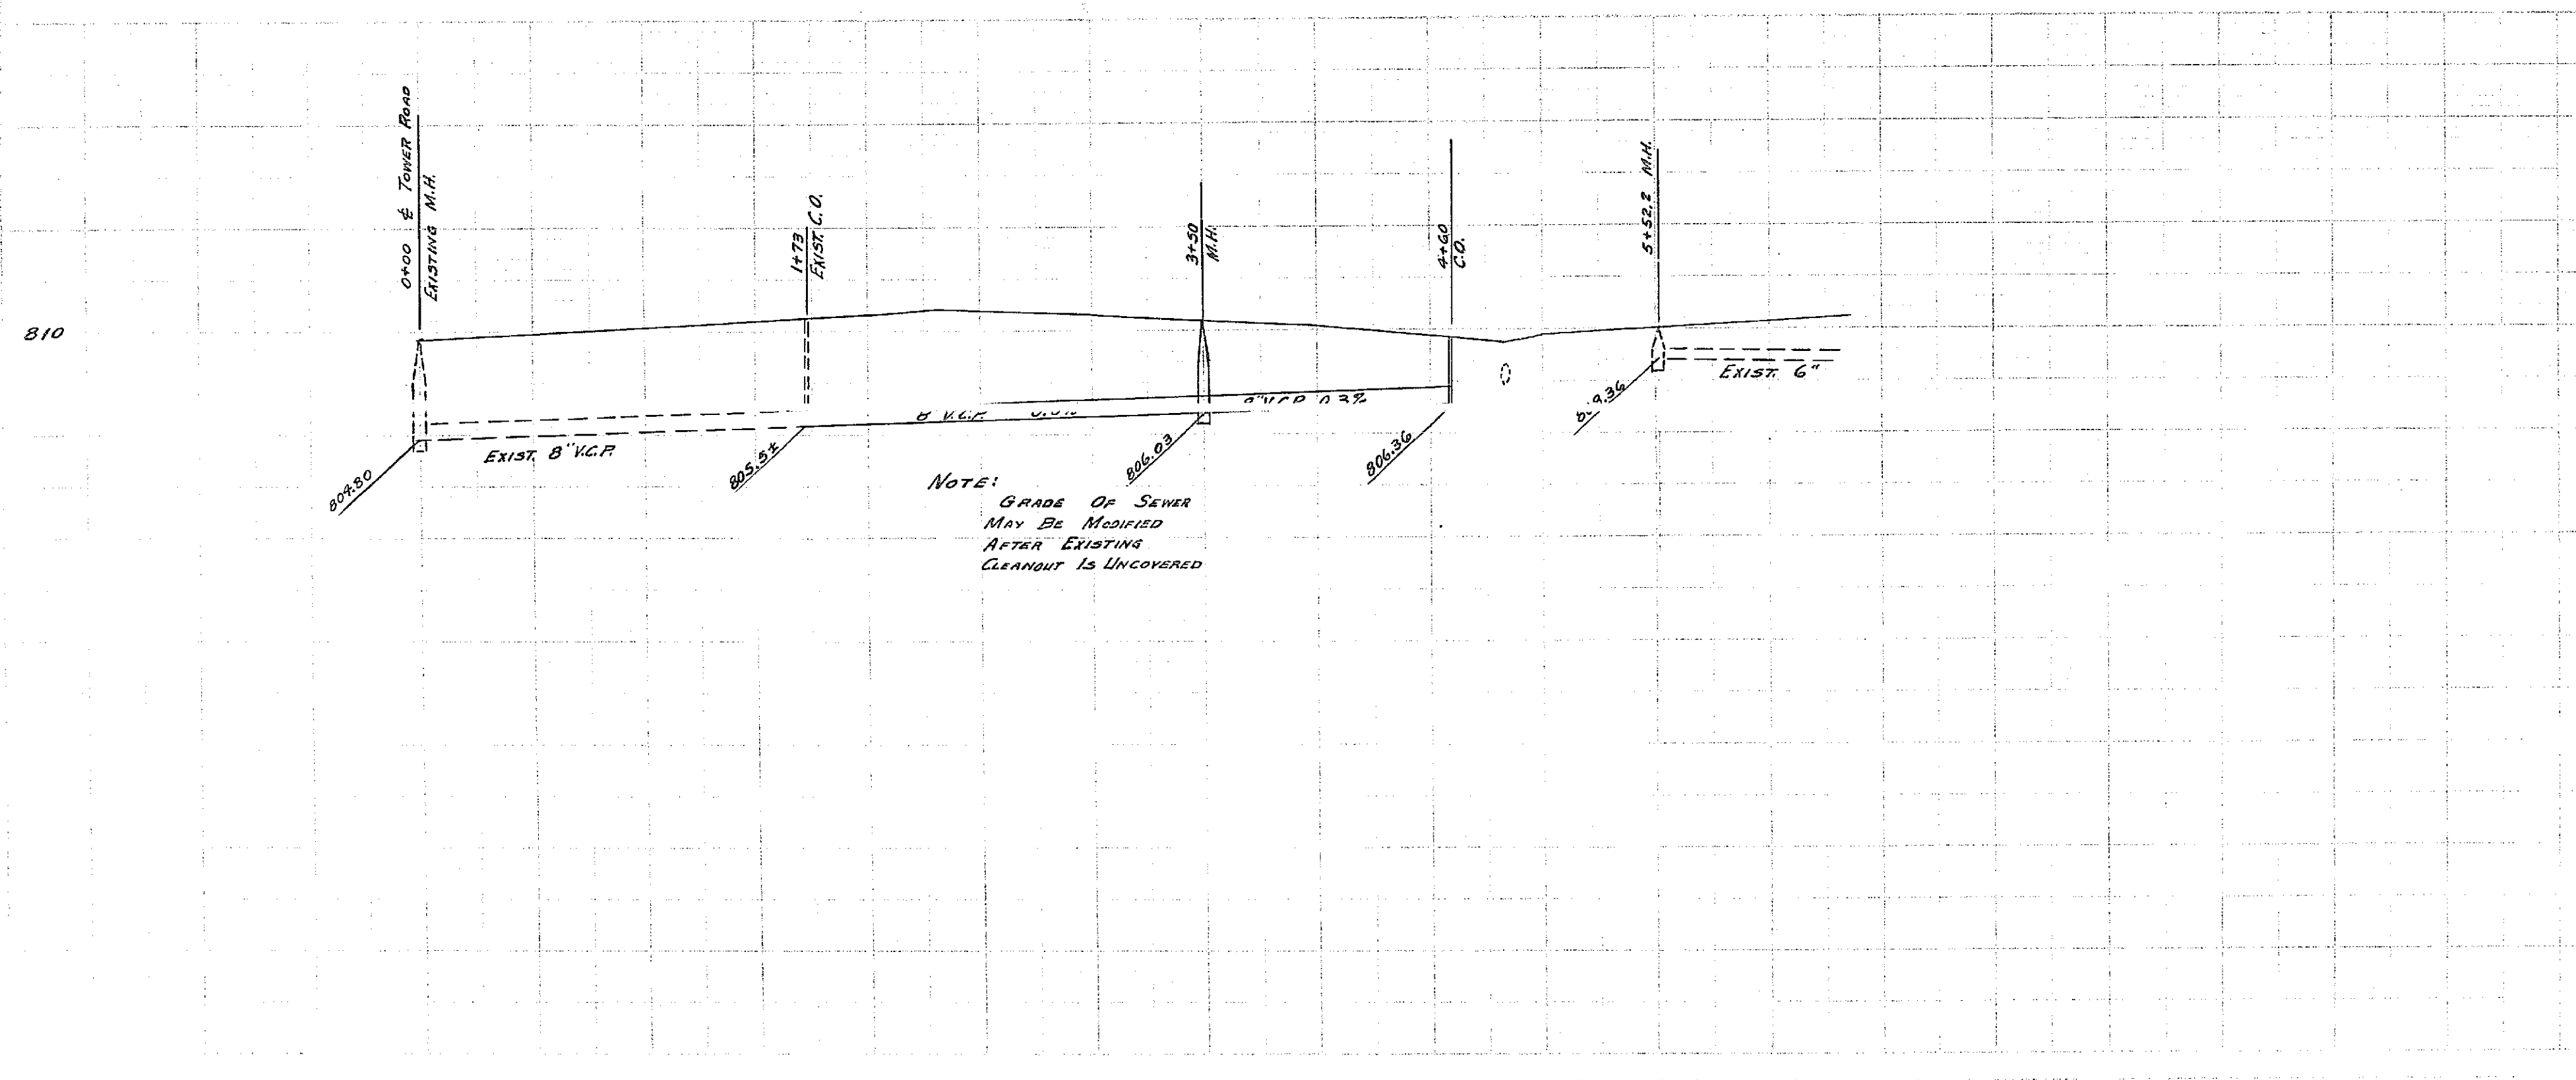 0+00 ℄ TOWER ROAD
EXISTING M.H.
1+73
EXIST. C.O.
3+50
M.H.
4+60
C.O.
5+52.2 M.H.
810
EXIST. 6"
8" V.C.P.
EXIST. 8" V.C.P.
804.80
805.5±
806.03
806.36
NOTE:
GRADE OF SEWER
MAY BE MODIFIED
AFTER EXISTING
CLEANOUT IS UNCOVERED